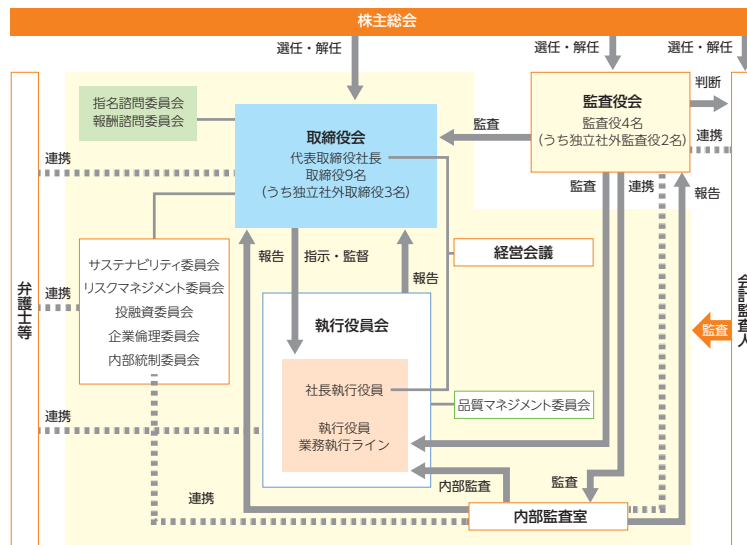 株主総会
選任・解任
選任・解任
選任・解任
指名諮問委員会
報酬諮問委員会
取締役会
代表取締役社長
取締役9名
(うち独立社外取締役3名)
監査
監査役会
監査役4名
(うち独立社外監査役2名)
判断
連携
連携
監査
連携
報告
弁護士等
連携
サステナビリティ委員会
リスクマネジメント委員会
投融資委員会
企業倫理委員会
内部統制委員会
報告
指示・監督
報告
経営会議
会計監査人
監査
執行役員会
社長執行役員
執行役員
業務執行ライン
品質マネジメント委員会
連携
連携
内部監査
監査
内部監査室